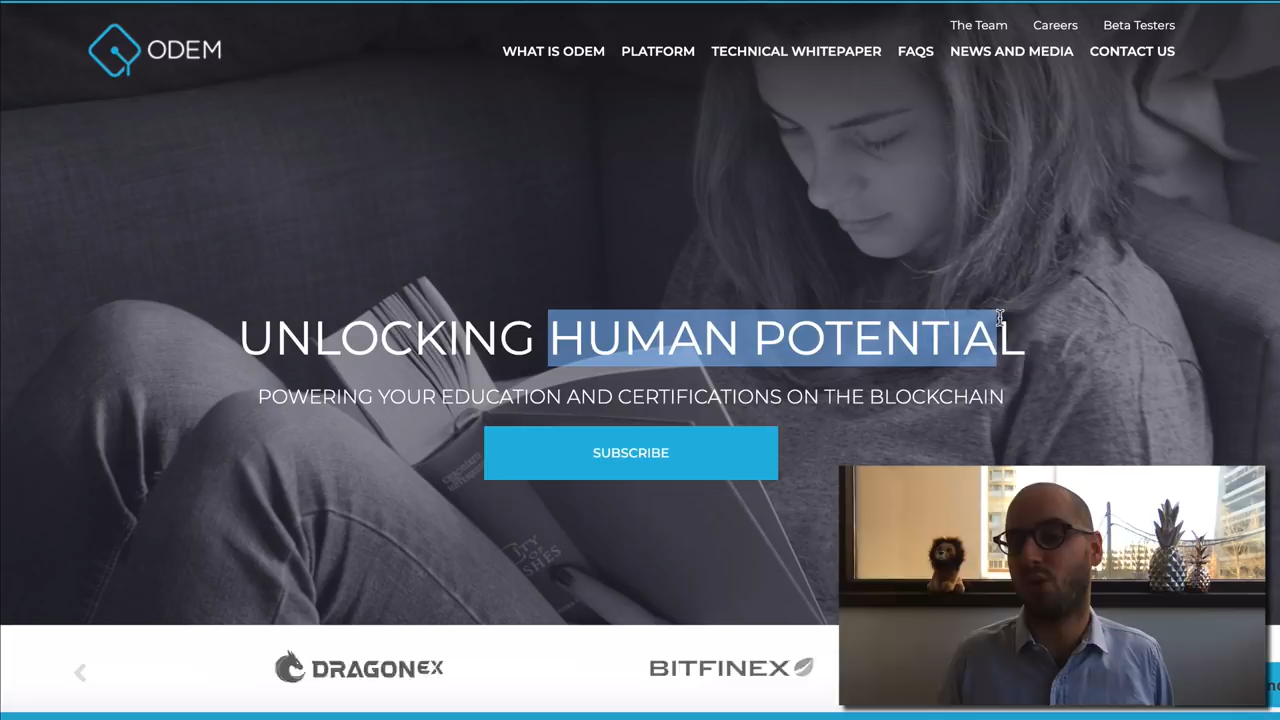 The Team Careers Beta Testers
ODEM
WHAT IS ODEM PLATFORM TECHNICAL WHITEPAPER FAQS NEWS AND MEDIA CONTACT US
UNLOCKING HUMAN POTENTIAL
POWERING YOUR EDUCATION AND CERTIFICATIONS ON THE BLOCKCHAIN
SUBSCRIBE
DRAGONEX
BITFINEX